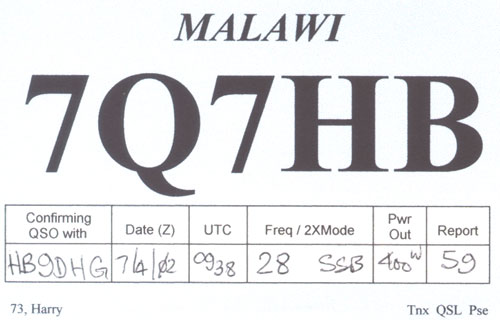 MALAWI
7Q7HB
Confirming QSO with Date (Z) UTC Freq / 2XMode Pwr Out Report
HB9DHG 7/4/02 0938 28 SSB 400W 59
73, Harry Tnx QSL Pse